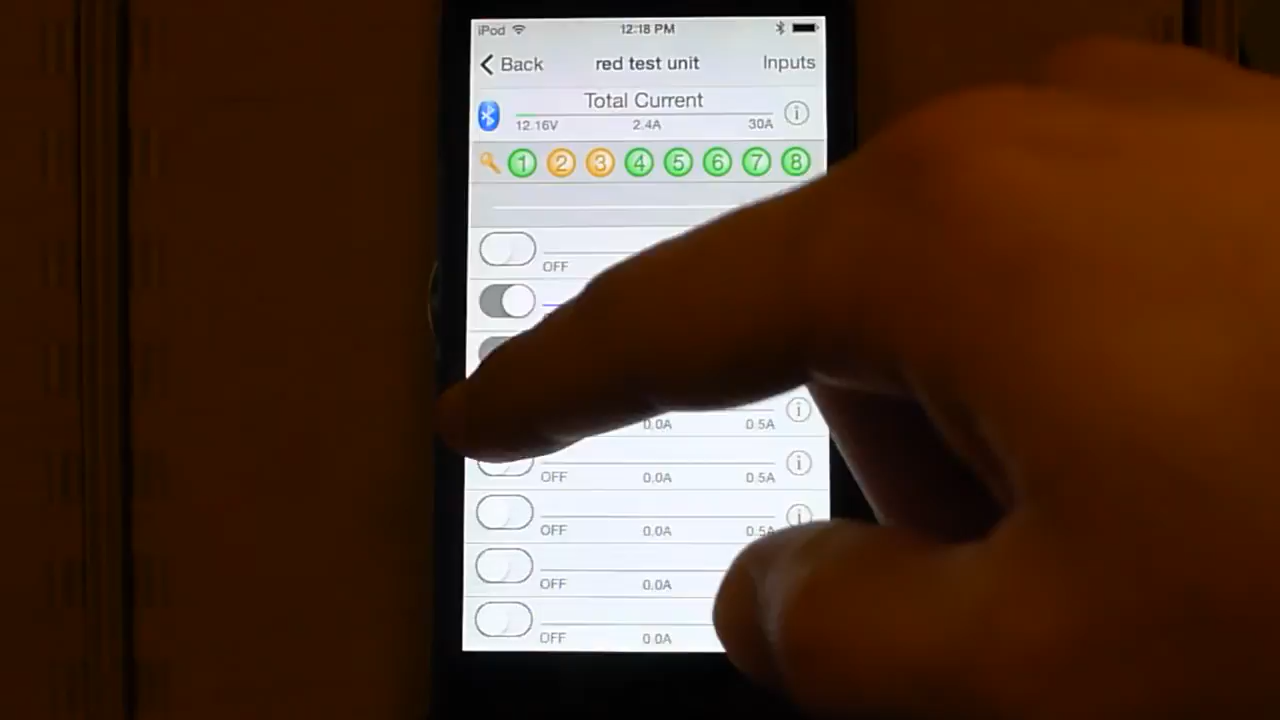 iPod 12:18 PM
Back red test unit Inputs
Total Current
12.16V 2.4A 30A i
1 2 3 4 5 6 7 8
OFF
0.0A 0.5A i
OFF 0.0A 0.5A i
OFF 0.0A 0.5A i
OFF 0.0A
OFF 0.0A